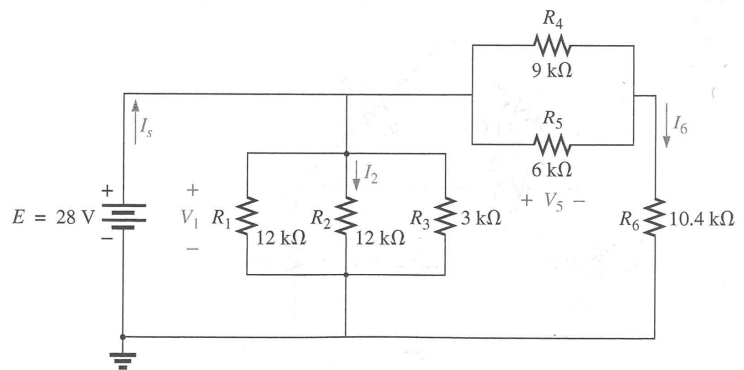 R4
9 kΩ
R5
6 kΩ
+ V5 −
Is
I2
I6
+
E = 28 V
−
+
V1
−
R1
12 kΩ
R2
12 kΩ
R3
3 kΩ
R6
10.4 kΩ